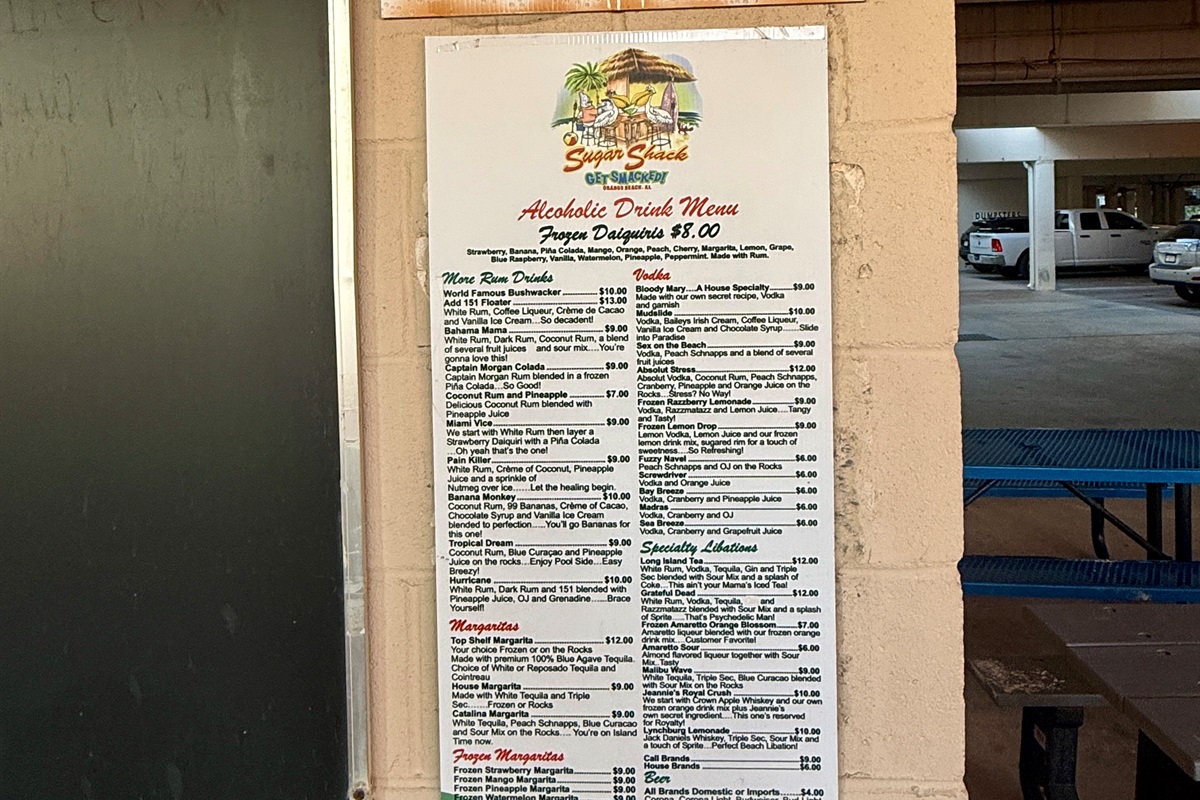 Sugar Shack
GET SMACKED!
ORANGE BEACH, AL
Alcoholic Drink Menu
Frozen Daiquiris $8.00
Strawberry, Banana, Piña Colada, Mango, Orange, Peach, Cherry, Margarita, Lemon, Grape,
Blue Raspberry, Vanilla, Watermelon, Pineapple, Peppermint. Made with Rum.
More Rum Drinks
World Famous Bushwacker $10.00
Add 151 Floater $13.00
White Rum, Coffee Liqueur, Crème de Cacao
and Vanilla Ice Cream...So decadent!
Bahama Mama $9.00
White Rum, Dark Rum, Coconut Rum, a blend
of several fruit juices and sour mix....You're
gonna love this!
Captain Morgan Colada $9.00
Captain Morgan Rum blended in a frozen
Piña Colada...So Good!
Coconut Rum and Pineapple $7.00
Delicious Coconut Rum blended with
Pineapple Juice
Miami Vice $9.00
We start with White Rum then layer a
Strawberry Daiquiri with a Piña Colada
...Oh yeah that's the one!
Pain Killer $9.00
White Rum, Crème of Coconut, Pineapple
Juice and a sprinkle of
Nutmeg over ice......Let the healing begin.
Banana Monkey $10.00
Coconut Rum, 99 Bananas, Crème of Cacao,
Chocolate Syrup and Vanilla Ice Cream
blended to perfection.....You'll go Bananas for
this one!
Tropical Dream $9.00
Coconut Rum, Blue Curaçao and Pineapple
Juice on the rocks...Enjoy Pool Side...Easy
Breezy!
Hurricane $10.00
White Rum, Dark Rum and 151 blended with
Pineapple Juice, OJ and Grenadine.....Brace
Yourself!
Margaritas
Top Shelf Margarita $12.00
Your choice Frozen or on the Rocks
Made with premium 100% Blue Agave Tequila.
Choice of White or Reposado Tequila and
Cointreau
House Margarita $9.00
Made with White Tequila and Triple
Sec.......Frozen or Rocks
Catalina Margarita $9.00
White Tequila, Peach Schnapps, Blue Curacao
and Sour Mix on the Rocks.... You're on Island
Time now.
Frozen Margaritas
Frozen Strawberry Margarita $9.00
Frozen Mango Margarita $9.00
Frozen Pineapple Margarita $9.00
Frozen Watermelon Margarita $9.00
Vodka
Bloody Mary....A House Specialty $9.00
Made with our own secret recipe, Vodka
and garnish
Mudslide $10.00
Vodka, Baileys Irish Cream, Coffee Liqueur,
Vanilla Ice Cream and Chocolate Syrup.......Slide
into Paradise
Sex on the Beach $9.00
Vodka, Peach Schnapps and a blend of several
fruit juices
Absolut Stress $12.00
Absolut Vodka, Coconut Rum, Peach Schnapps,
Cranberry, Pineapple and Orange Juice on the
Rocks...Stress? No Way!
Frozen Razzberry Lemonade $9.00
Vodka, Razzmatazz and Lemon Juice....Tangy
and Tasty!
Frozen Lemon Drop $9.00
Lemon Vodka, Lemon Juice and our frozen
lemon drink mix, sugared rim for a touch of
sweetness....So Refreshing!
Fuzzy Navel $6.00
Peach Schnapps and OJ on the Rocks
Screwdriver $6.00
Vodka and Orange Juice
Bay Breeze $6.00
Vodka, Cranberry and Pineapple Juice
Madras $6.00
Vodka, Cranberry and OJ
Sea Breeze $6.00
Vodka, Cranberry and Grapefruit Juice
Specialty Libations
Long Island Tea $12.00
White Rum, Vodka, Tequila, Gin and Triple
Sec blended with Sour Mix and a splash of
Coke...This ain't your Mama's Iced Tea!
Grateful Dead $12.00
White Rum, Vodka, Tequila, and
Razzmatazz blended with Sour Mix and a splash
of Sprite.....That's Psychedelic Man!
Frozen Amaretto Orange Blossom $7.00
Amaretto liqueur blended with our frozen orange
drink mix....Customer Favorite!
Amaretto Sour $6.00
Almond flavored liqueur together with Sour
Mix..Tasty
Malibu Wave $9.00
White Tequila, Triple Sec, Blue Curacao blended
with Sour Mix on the Rocks
Jeannie's Royal Crush $10.00
We start with Crown Apple Whiskey and our own
frozen orange drink mix plus Jeannie's
own secret ingredient....This one's reserved
for Royalty!
Lynchburg Lemonade $10.00
Jack Daniels Whiskey, Triple Sec, Sour Mix and
a touch of Sprite...Perfect Beach Libation!
Call Brands $9.00
House Brands $6.00
Beer
All Brands Domestic or Imports $4.00
Corona, Corona Light, Budweiser, Bud Light
DUMPSTERS